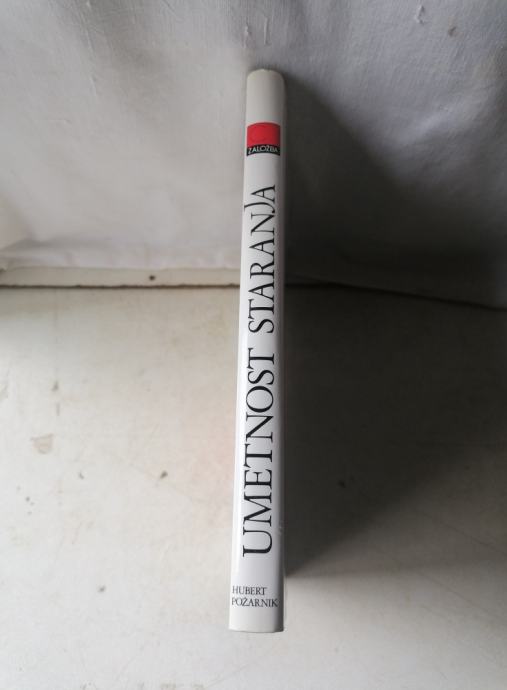 ZALOŽBA
UMETNOST STARANJA
HUBERT
POŽARNIK